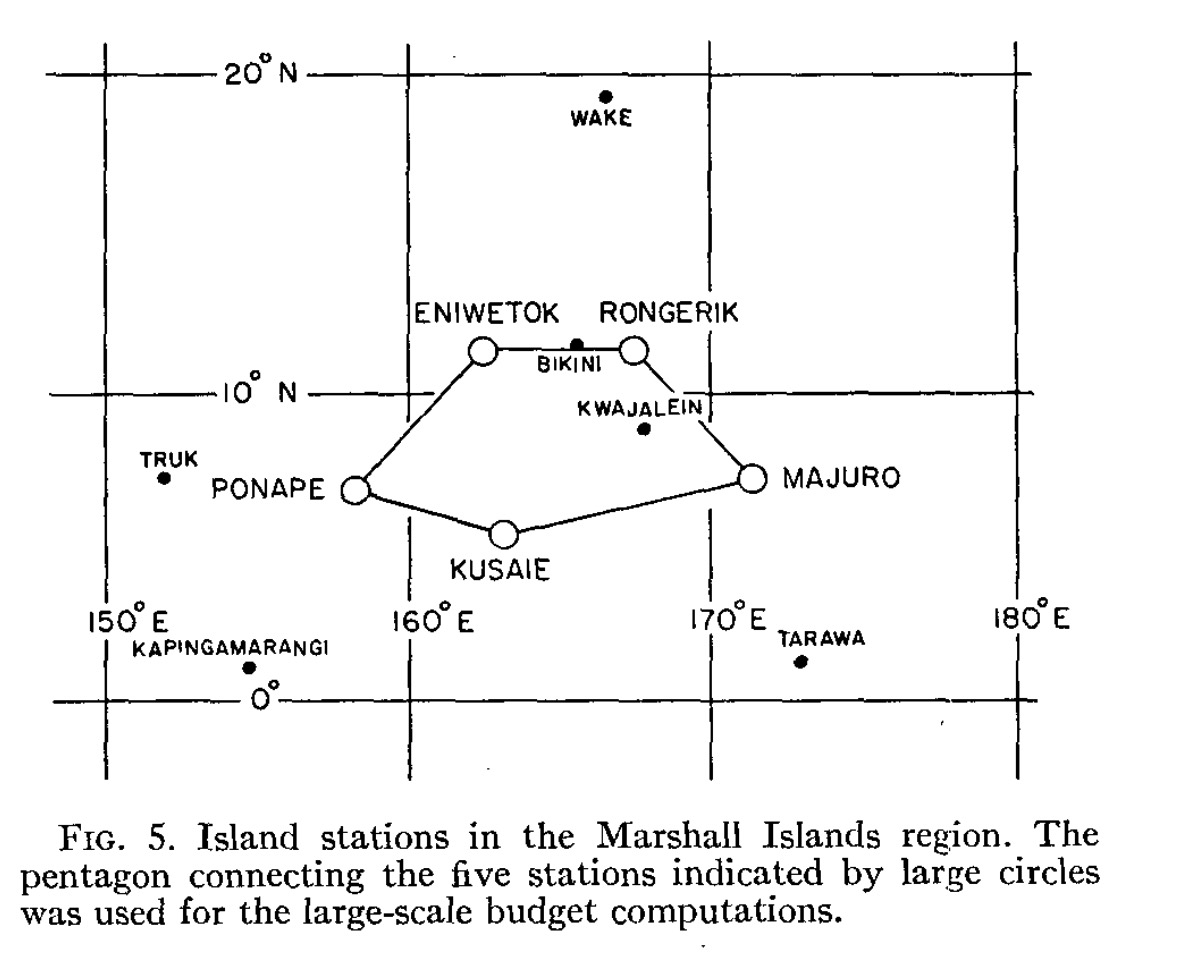 20° N
WAKE
ENIWETOK RONGERIK
BIKINI
10° N
KWAJALEIN
TRUK
PONAPE
MAJURO
KUSAIE
150°E 160°E 170°E 180°E
KAPINGAMARANGI
TARAWA
0°
FIG. 5. Island stations in the Marshall Islands region. The
pentagon connecting the five stations indicated by large circles
was used for the large-scale budget computations.